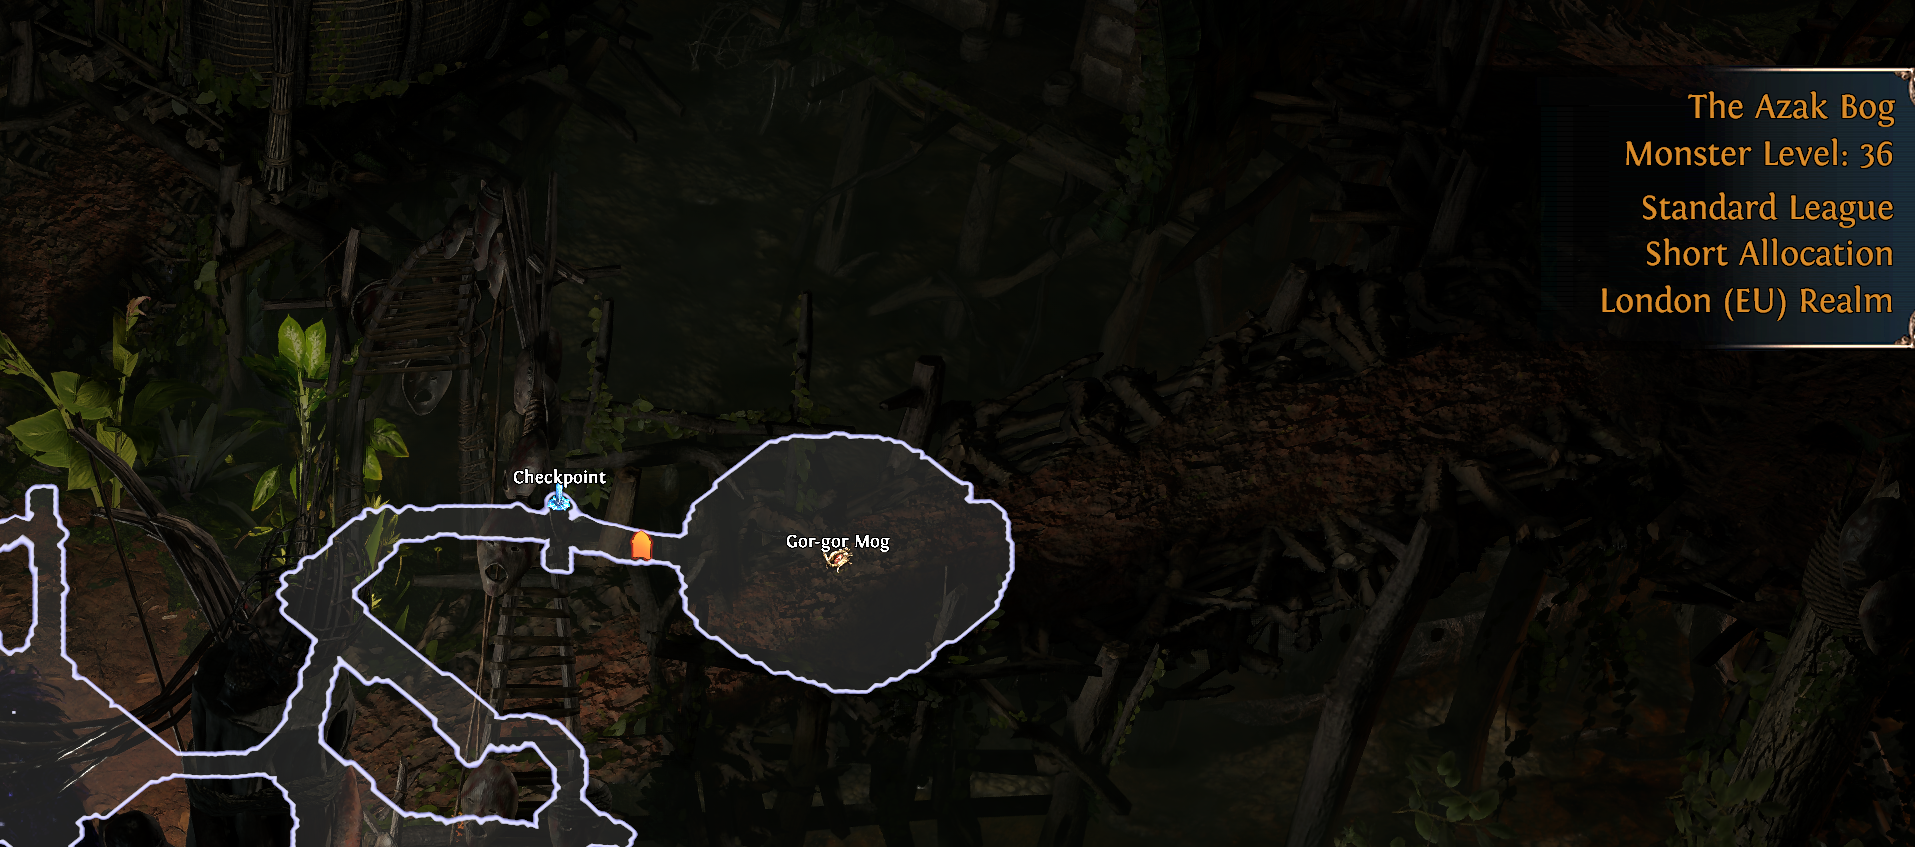 The Azak Bog
Monster Level: 36
Standard League
Short Allocation
London (EU) Realm
Checkpoint
Gor-gor Mog